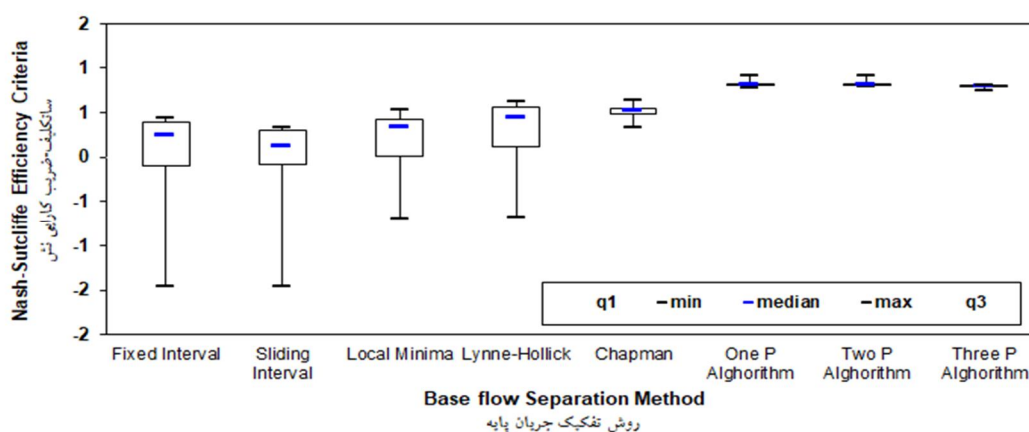 2
1
1
0
-1
-1
-2
-2
Nash-Sutcliffe Efficiency Criteria
ساتکلیف-ضریب کارایی نش
q1 min median max q3
Fixed Interval
Sliding
Interval
Local Minima
Lynne-Hollick
Chapman
One P
Alghorithm
Two P
Alghorithm
Three P
Alghorithm
Base flow Separation Method
روش تفکیک جریان پایه